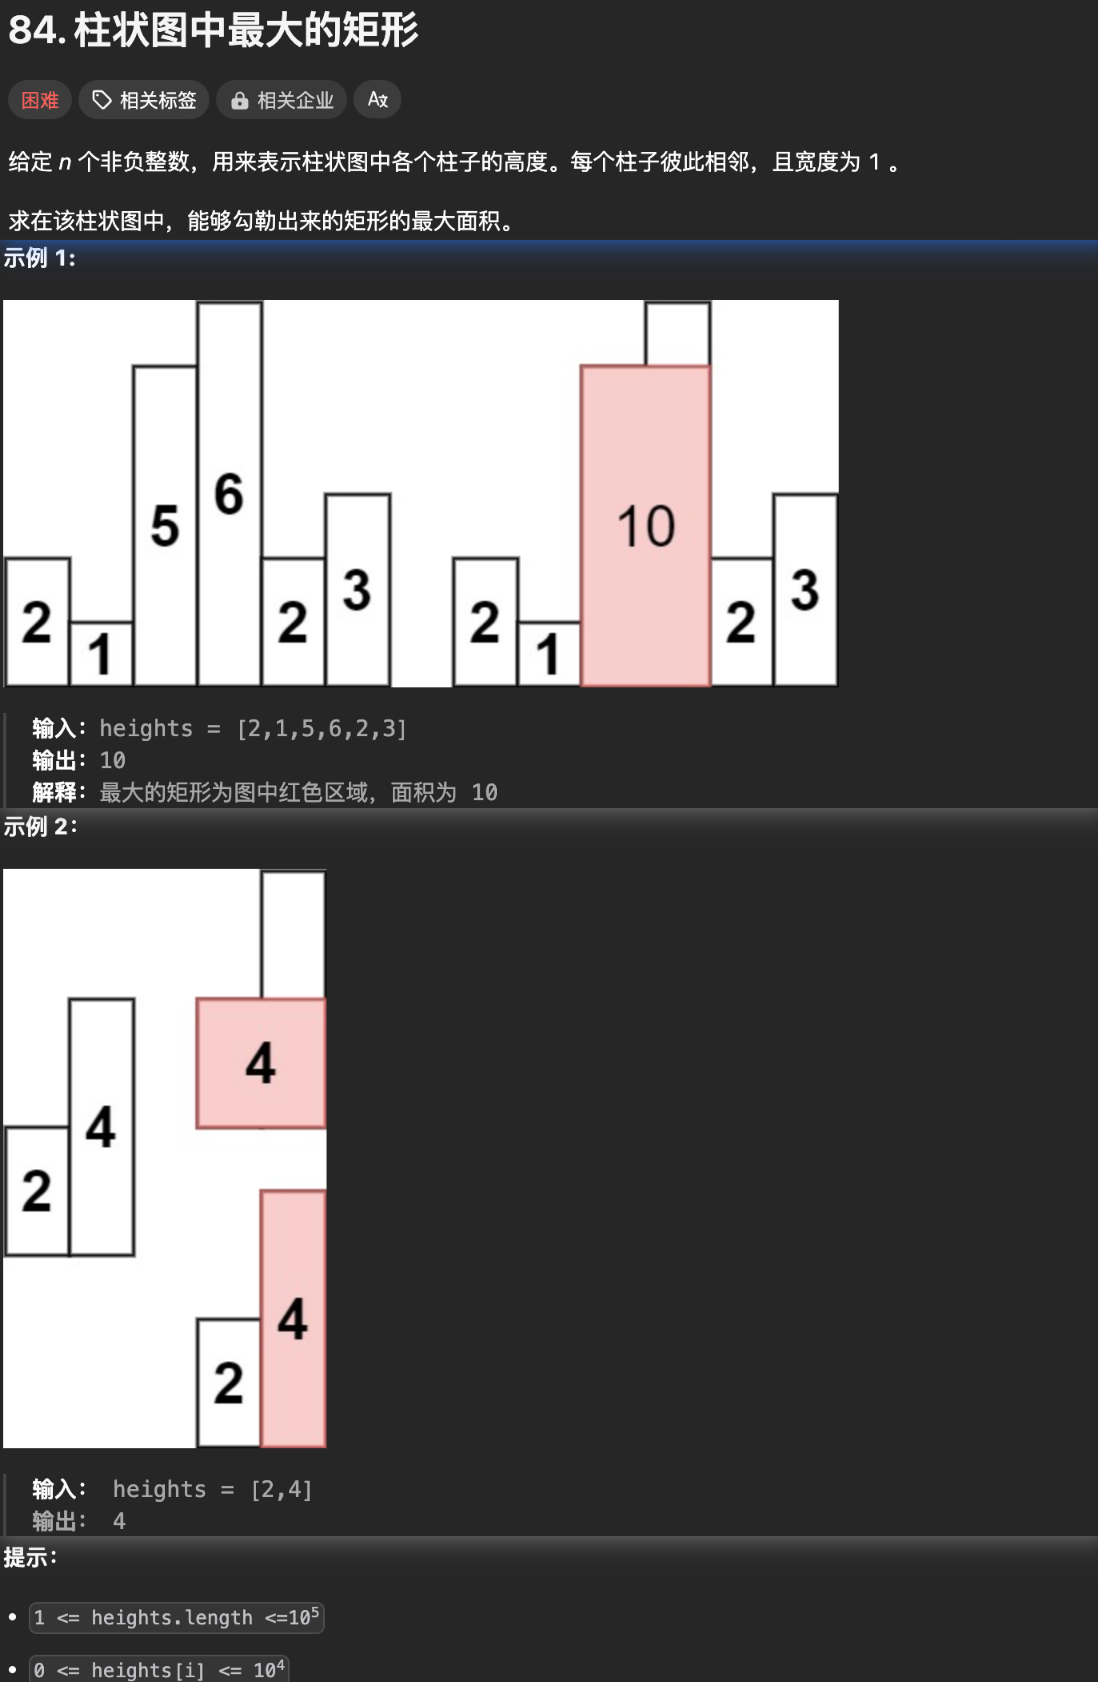 84. 柱状图中最大的矩形
困难 相关标签 相关企业 A文
给定 n 个非负整数，用来表示柱状图中各个柱子的高度。每个柱子彼此相邻，且宽度为 1 。
求在该柱状图中，能够勾勒出来的矩形的最大面积。
示例 1:
2 1 5 6 2 3 2 1 10 2 3
输入：heights = [2,1,5,6,2,3]
输出：10
解释：最大的矩形为图中红色区域，面积为 10
示例 2：
2 4 4
2 4
输入： heights = [2,4]
输出： 4
提示：
• 1 <= heights.length <=10⁵
• 0 <= heights[i] <= 10⁴